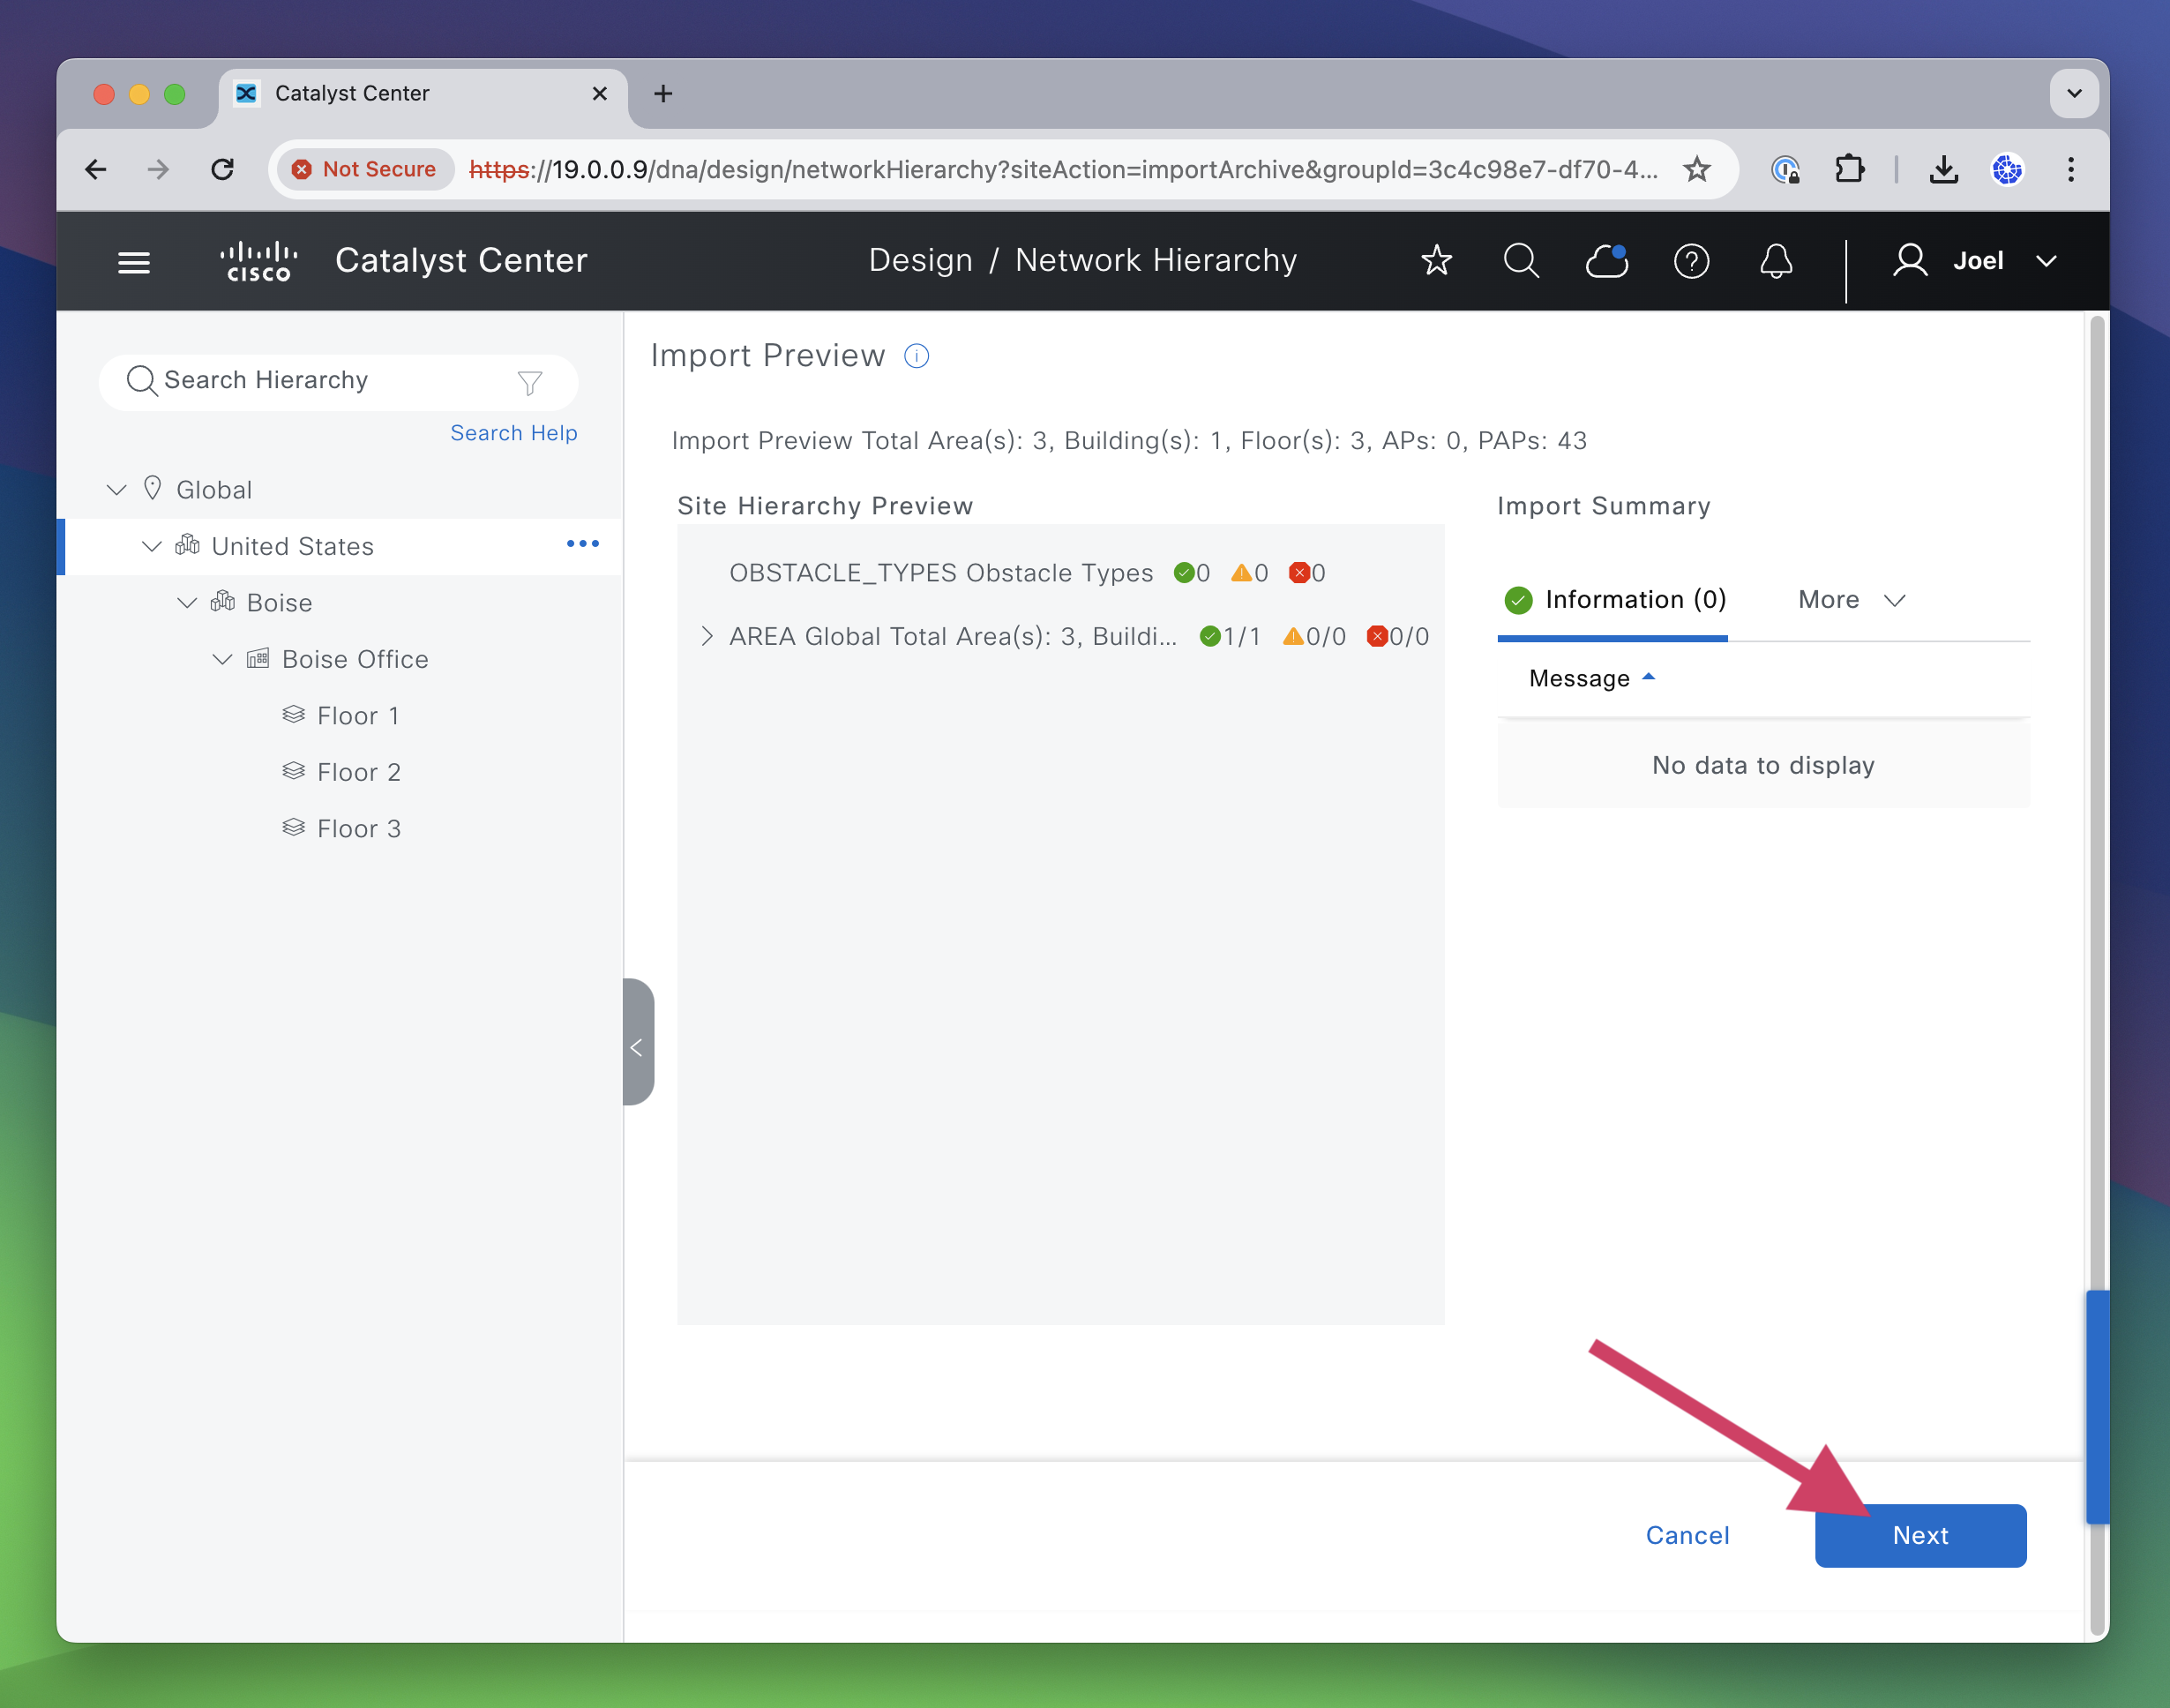 Catalyst Center
Not Secure
https://19.0.0.9/dna/design/networkHierarchy?siteAction=importArchive&groupId=3c4c98e7-df70-4...
CISCO
Catalyst Center
Design / Network Hierarchy
Joel
Search Hierarchy
Search Help
Global
United States
Boise
Boise Office
Floor 1
Floor 2
Floor 3
Import Preview
Import Preview Total Area(s): 3, Building(s): 1, Floor(s): 3, APs: 0, PAPs: 43
Site Hierarchy Preview
OBSTACLE_TYPES Obstacle Types 0 0 0
AREA Global Total Area(s): 3, Buildi... 1/1 0/0 0/0
Import Summary
Information (0)
More
Message
No data to display
Cancel
Next